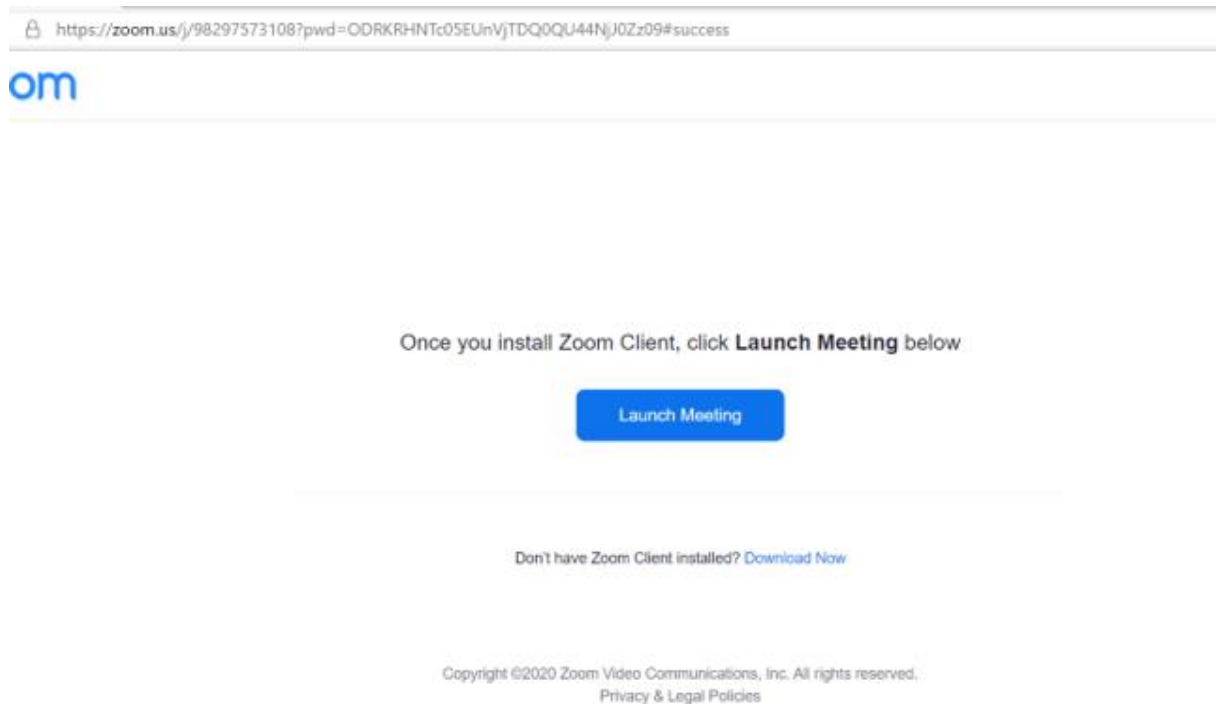 https://zoom.us/j/98297573108?pwd=ODRKRHNTc05EUnVjTDQ0QU44NjJ0Zz09#success
om
Once you install Zoom Client, click Launch Meeting below
Launch Meeting
Don't have Zoom Client installed? Download Now
Copyright ©2020 Zoom Video Communications, Inc. All rights reserved.
Privacy & Legal Policies